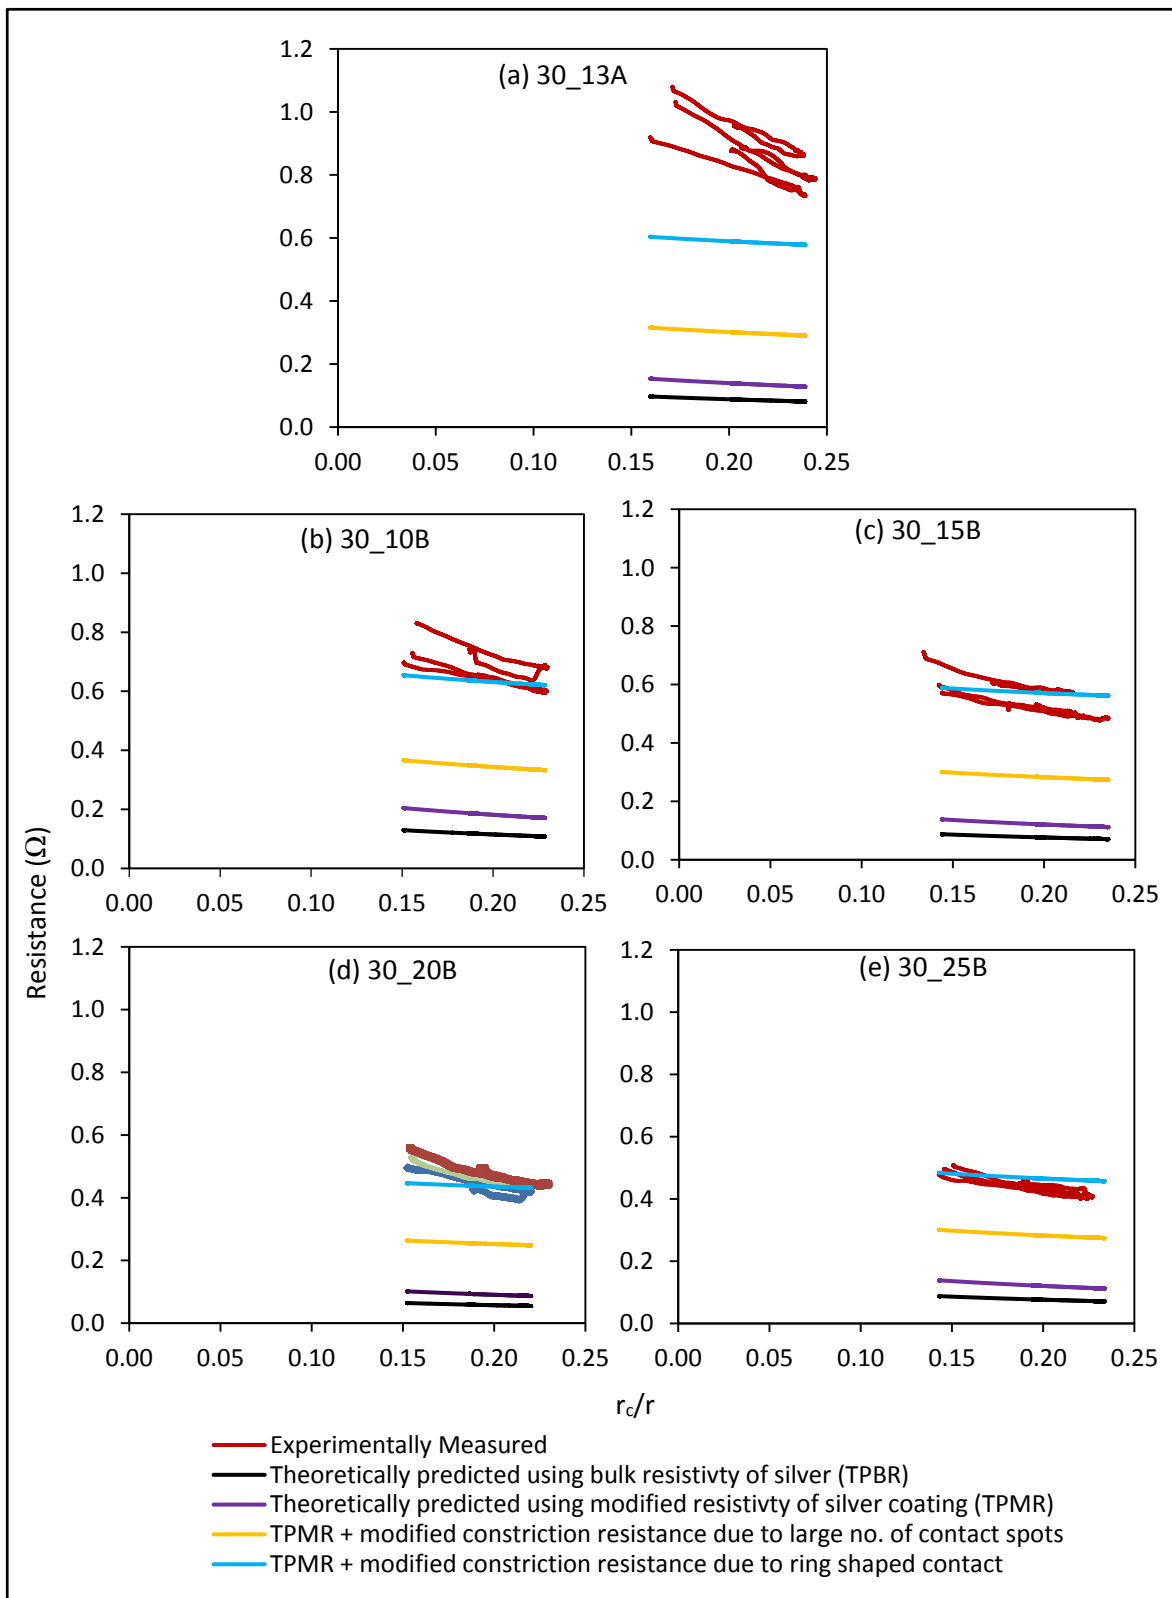 (a) 30_13A
1.2
1.0
0.8
0.6
0.4
0.2
0.0
0.00 0.05 0.10 0.15 0.20 0.25
(b) 30_10B
1.2
1.0
0.8
0.6
0.4
0.2
0.0
0.00 0.05 0.10 0.15 0.20 0.25
(c) 30_15B
1.2
1.0
0.8
0.6
0.4
0.2
0.0
0.00 0.05 0.10 0.15 0.20 0.25
Resistance (Ω)
(d) 30_20B
1.2
1.0
0.8
0.6
0.4
0.2
0.0
0.00 0.05 0.10 0.15 0.20 0.25
(e) 30_25B
1.2
1.0
0.8
0.6
0.4
0.2
0.0
0.00 0.05 0.10 0.15 0.20 0.25
rc/r
Experimentally Measured
Theoretically predicted using bulk resistivty of silver (TPBR)
Theoretically predicted using modified resistivty of silver coating (TPMR)
TPMR + modified constriction resistance due to large no. of contact spots
TPMR + modified constriction resistance due to ring shaped contact